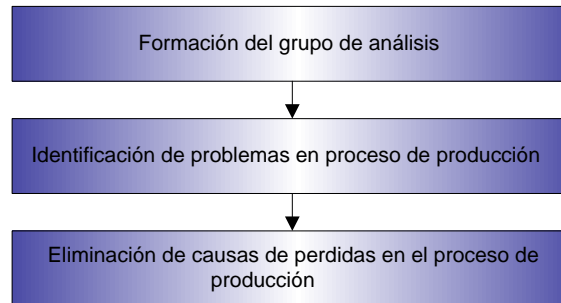 Formación del grupo de análisis
Identificación de problemas en proceso de producción
Eliminación de causas de perdidas en el proceso de
producción